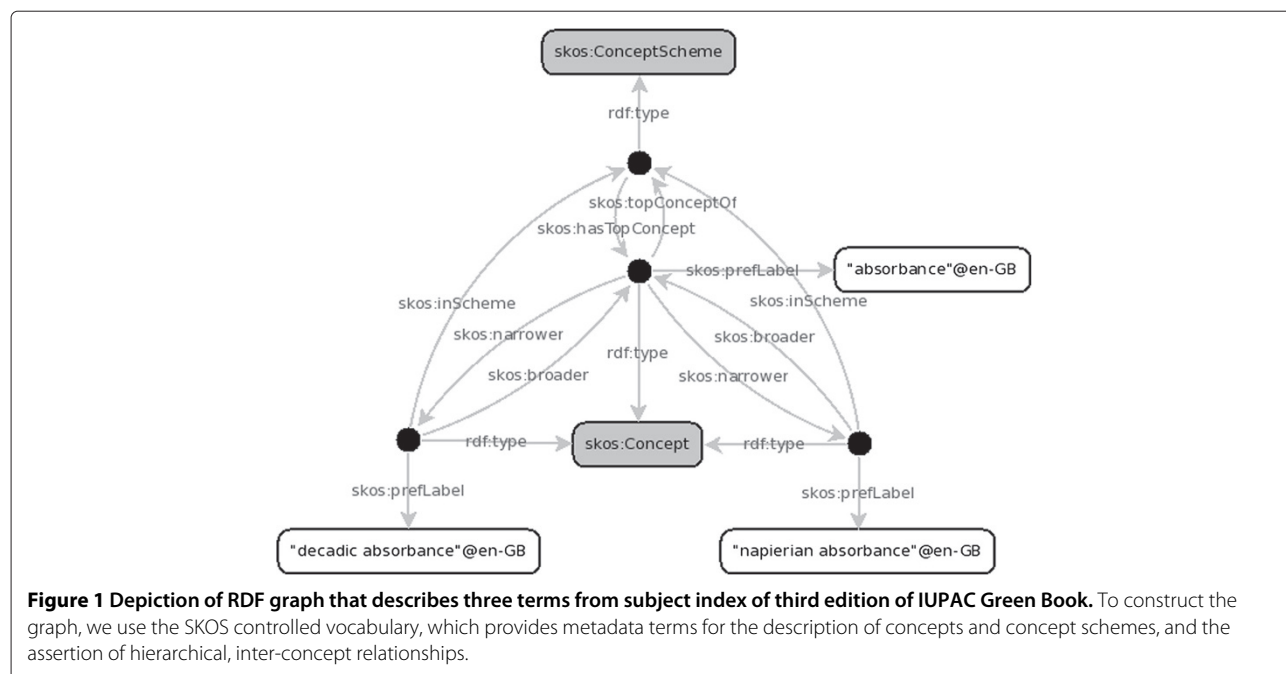 skos:ConceptScheme
rdf:type
skos:topConceptOf
skos:hasTopConcept
skos:prefLabel
"absorbance"@en-GB
skos:inScheme
skos:inScheme
skos:narrower
skos:broader
rdf:type
skos:broader
skos:narrower
rdf:type
skos:Concept
rdf:type
skos:prefLabel
skos:prefLabel
"decadic absorbance"@en-GB
"napierian absorbance"@en-GB
Figure 1 Depiction of RDF graph that describes three terms from subject index of third edition of IUPAC Green Book. To construct the
graph, we use the SKOS controlled vocabulary, which provides metadata terms for the description of concepts and concept schemes, and the
assertion of hierarchical, inter-concept relationships.